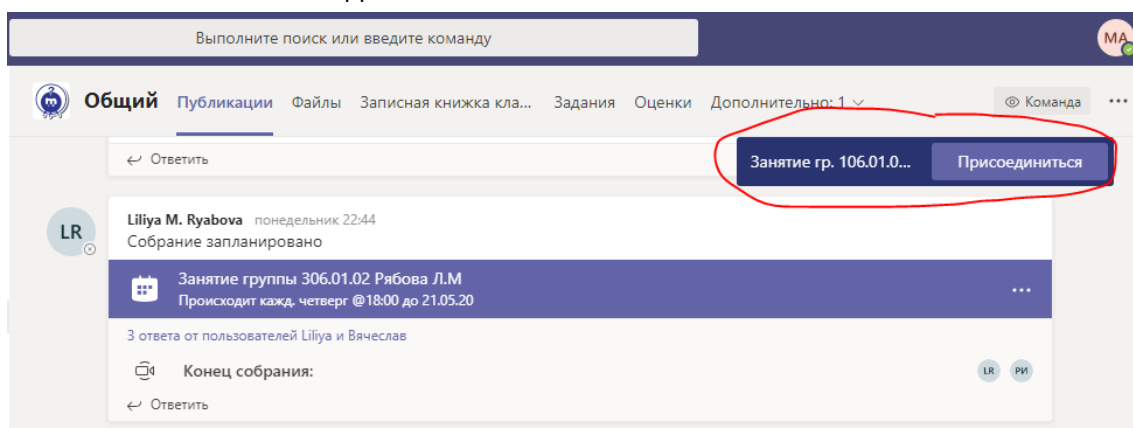 Выполните поиск или введите команду
MA
Общий Публикации Файлы Записная книжка кла... Задания Оценки Дополнительно: 1 Команда ...
Ответить
Занятие гр. 106.01.0... Присоединиться
LR
Liliya M. Ryabova понедельник 22:44
Собрание запланировано
Занятие группы 306.01.02 Рябова Л.М
Происходит кажд. четверг @18:00 до 21.05.20
...
3 ответа от пользователей Liliya и Вячеслав
Конец собрания: LR РИ
Ответить